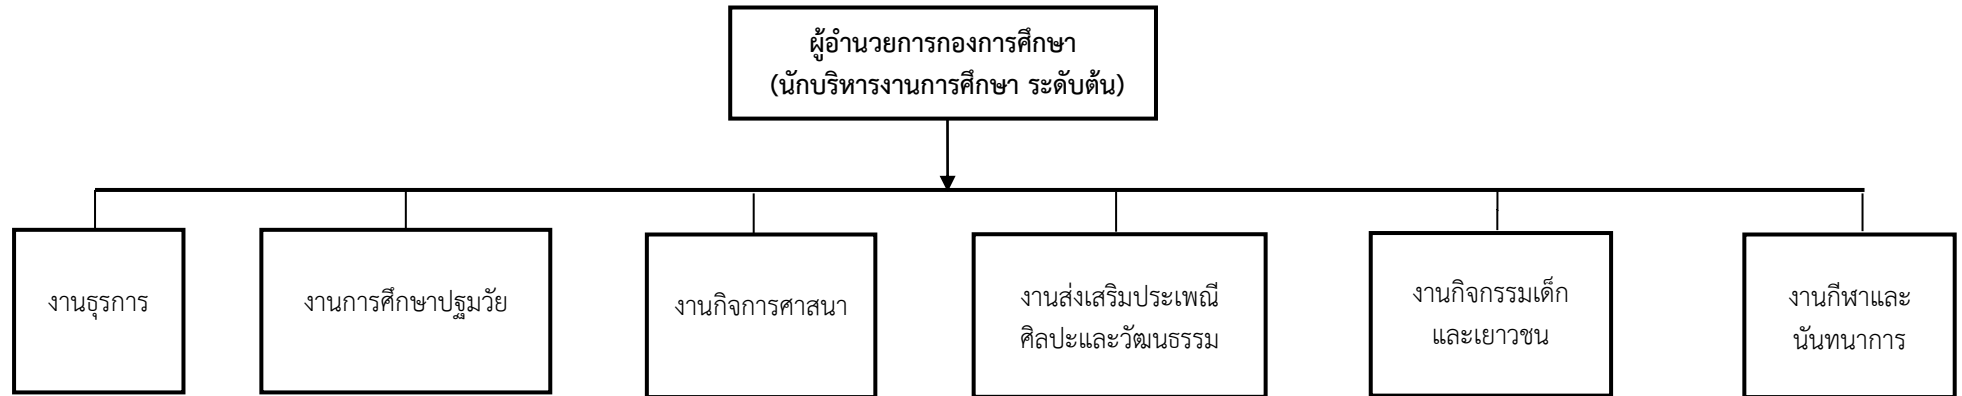 ผู้อำนวยการกองการศึกษา
(นักบริหารงานการศึกษา ระดับต้น)
งานธุรการ
งานการศึกษาปฐมวัย
งานกิจการศาสนา
งานส่งเสริมประเพณี
ศิลปะและวัฒนธรรม
งานกิจกรรมเด็ก
และเยาวชน
งานกีฬาและ
นันทนาการ